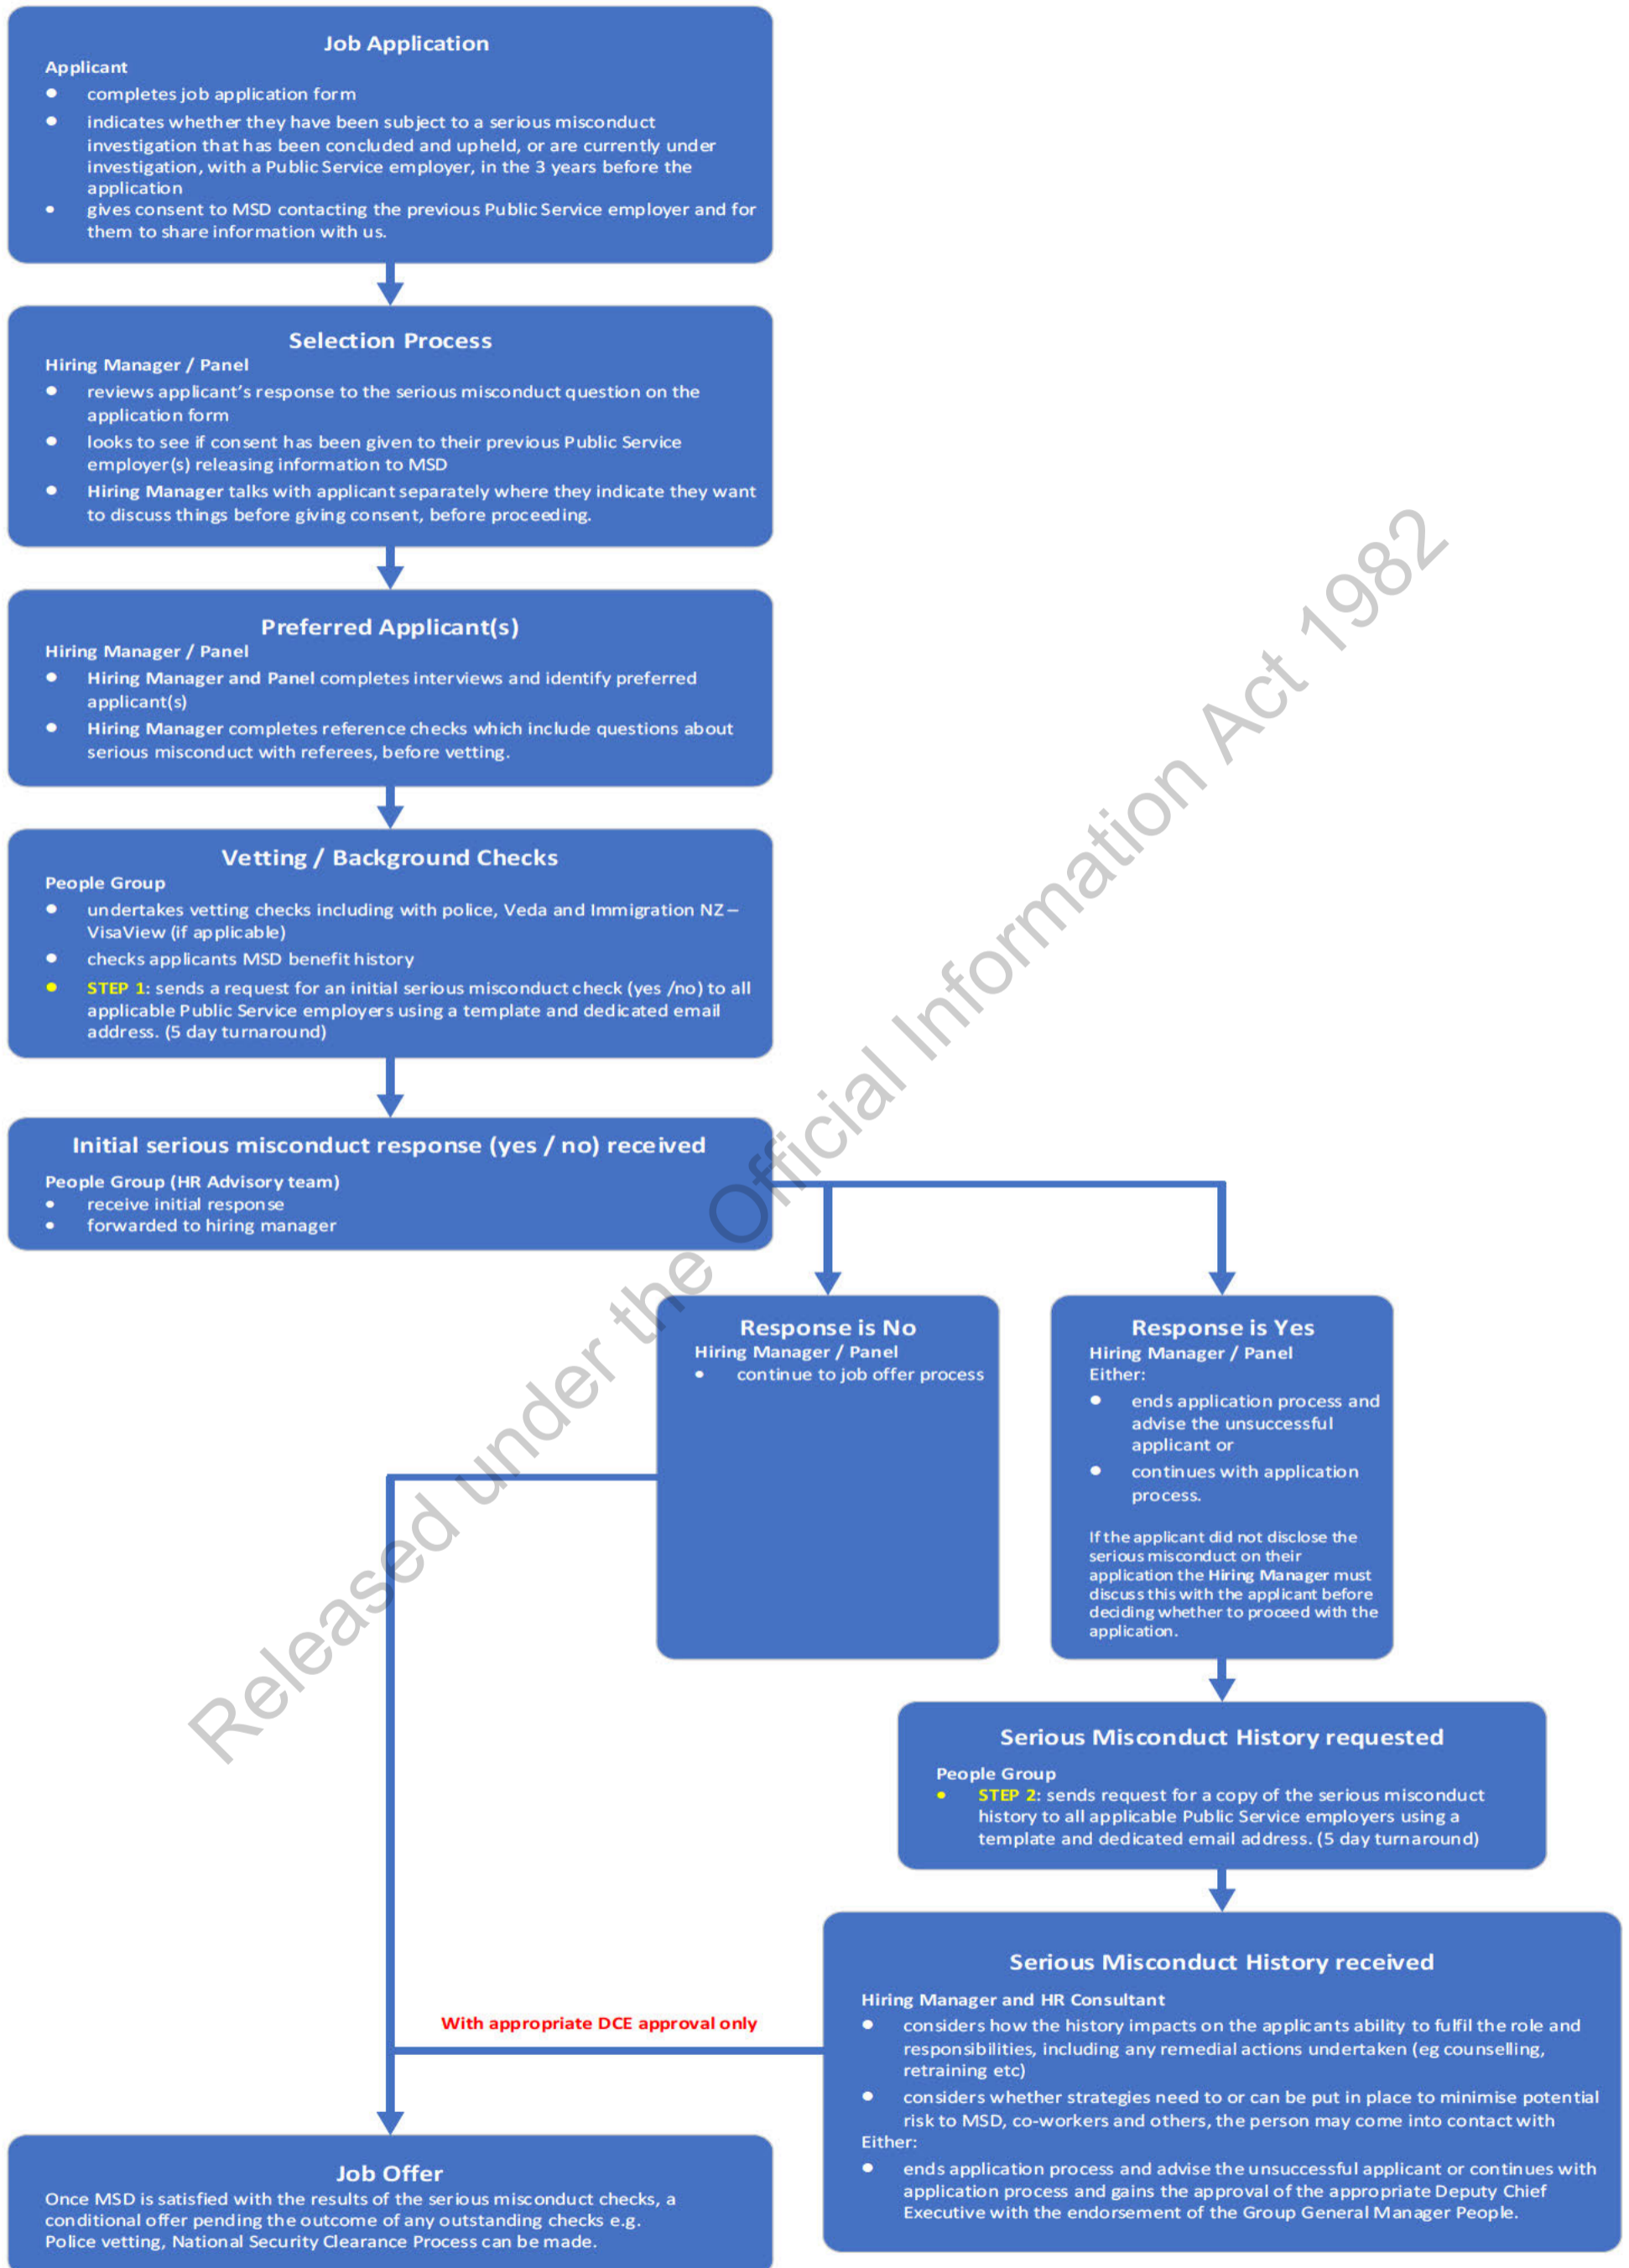 Job Application
Applicant
● completes job application form
● indicates whether they have been subject to a serious misconduct
investigation that has been concluded and upheld, or are currently under
investigation, with a Public Service employer, in the 3 years before the
application
● gives consent to MSD contacting the previous Public Service employer and for
them to share information with us.
Selection Process
Hiring Manager / Panel
● reviews applicant's response to the serious misconduct question on the
application form
● looks to see if consent has been given to their previous Public Service
employer(s) releasing information to MSD
● Hiring Manager talks with applicant separately where they indicate they want
to discuss things before giving consent, before proceeding.
Preferred Applicant(s)
Hiring Manager / Panel
● Hiring Manager and Panel completes interviews and identify preferred
applicant(s)
● Hiring Manager completes reference checks which include questions about
serious misconduct with referees, before vetting.
Vetting / Background Checks
People Group
● undertakes vetting checks including with police, Veda and Immigration NZ –
VisaView (if applicable)
● checks applicants MSD benefit history
● STEP 1: sends a request for an initial serious misconduct check (yes /no) to all
applicable Public Service employers using a template and dedicated email
address. (5 day turnaround)
Initial serious misconduct response (yes / no) received
People Group (HR Advisory team)
● receive initial response
● forwarded to hiring manager
Response is No
Hiring Manager / Panel
● continue to job offer process
Response is Yes
Hiring Manager / Panel
Either:
● ends application process and
advise the unsuccessful
applicant or
● continues with application
process.
If the applicant did not disclose the
serious misconduct on their
application the Hiring Manager must
discuss this with the applicant before
deciding whether to proceed with the
application.
Serious Misconduct History requested
People Group
● STEP 2: sends request for a copy of the serious misconduct
history to all applicable Public Service employers using a
template and dedicated email address. (5 day turnaround)
Serious Misconduct History received
Hiring Manager and HR Consultant
● considers how the history impacts on the applicants ability to fulfil the role and
responsibilities, including any remedial actions undertaken (eg counselling,
retraining etc)
● considers whether strategies need to or can be put in place to minimise potential
risk to MSD, co-workers and others, the person may come into contact with
Either:
● ends application process and advise the unsuccessful applicant or continues with
application process and gains the approval of the appropriate Deputy Chief
Executive with the endorsement of the Group General Manager People.
With appropriate DCE approval only
Job Offer
Once MSD is satisfied with the results of the serious misconduct checks, a
conditional offer pending the outcome of any outstanding checks e.g.
Police vetting, National Security Clearance Process can be made.
Released under the Official Information Act 1982